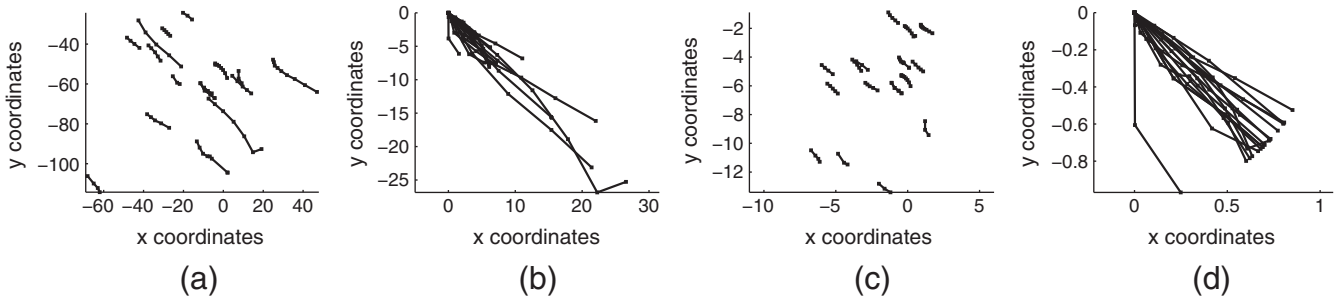 −40
−60
−80
−100
−60 −40 −20 0 20 40
x coordinates
y coordinates
(a)
0
−5
−10
−15
−20
−25
0 10 20 30
x coordinates
y coordinates
(b)
−2
−4
−6
−8
−10
−12
−10 −5 0 5
x coordinates
y coordinates
(c)
0
−0.2
−0.4
−0.6
−0.8
0 0.5 1
x coordinates
y coordinates
(d)